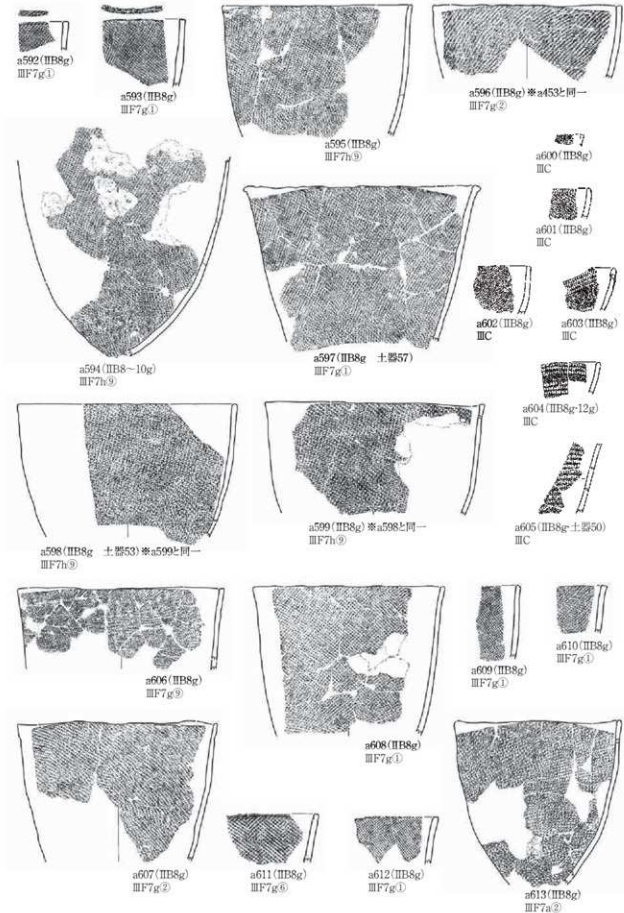 a592(ⅡB8g)
ⅢF7g①
a593(ⅡB8g)
ⅢF7g①
a595(ⅡB8g)
ⅢF7h⑨
a596(ⅡB8g)※a453と同一
ⅢF7g②
a600(ⅡB8g)
ⅢC
a601(ⅡB8g)
ⅢC
a602(ⅡB8g)
ⅢC
a603(ⅡB8g)
ⅢC
a594(ⅡB8～10g)
ⅢF7h⑨
a597(ⅡB8g 土器57)
ⅢF7g①
a604(ⅡB8g·12g)
ⅢC
a598(ⅡB8g 土器53)※a599と同一
ⅢF7h⑨
a599(ⅡB8g)※a598と同一
ⅢF7h⑨
a605(ⅡB8g·土器50)
ⅢC
a606(ⅡB8g)
ⅢF7g⑨
a608(ⅡB8g)
ⅢF7g①
a609(ⅡB8g)
ⅢF7g①
a610(ⅡB8g)
ⅢF7g①
a607(ⅡB8g)
ⅢF7g②
a611(ⅡB8g)
ⅢF7g⑥
a612(ⅡB8g)
ⅢF7g①
a613(ⅡB8g)
ⅢF7a②